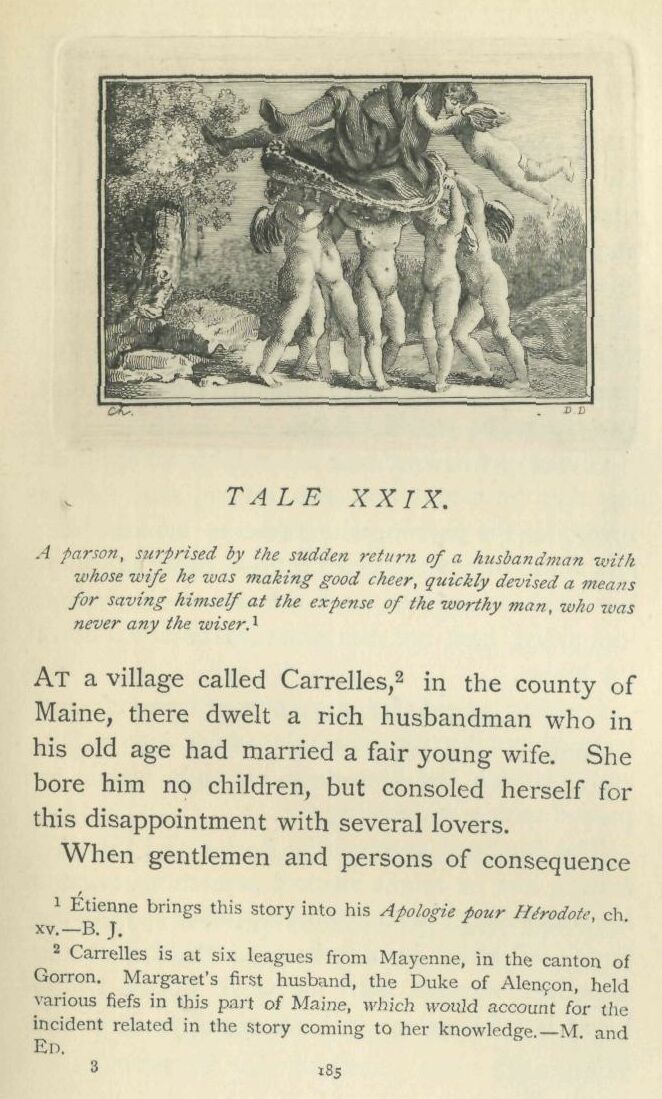 Ch.
D. D
TALE XXIX.
A parson, surprised by the sudden return of a husbandman with
whose wife he was making good cheer, quickly devised a means
for saving himself at the expense of the worthy man, who was
never any the wiser.¹
AT a village called Carrelles,² in the county of
Maine, there dwelt a rich husbandman who in
his old age had married a fair young wife. She
bore him no children, but consoled herself for
this disappointment with several lovers.
When gentlemen and persons of consequence
¹ Étienne brings this story into his Apologie pour Hérodote, ch.
xv.—B. J.
² Carrelles is at six leagues from Mayenne, in the canton of
Gorron. Margaret's first husband, the Duke of Alençon, held
various fiefs in this part of Maine, which would account for the
incident related in the story coming to her knowledge.—M. and
ED.
3
185